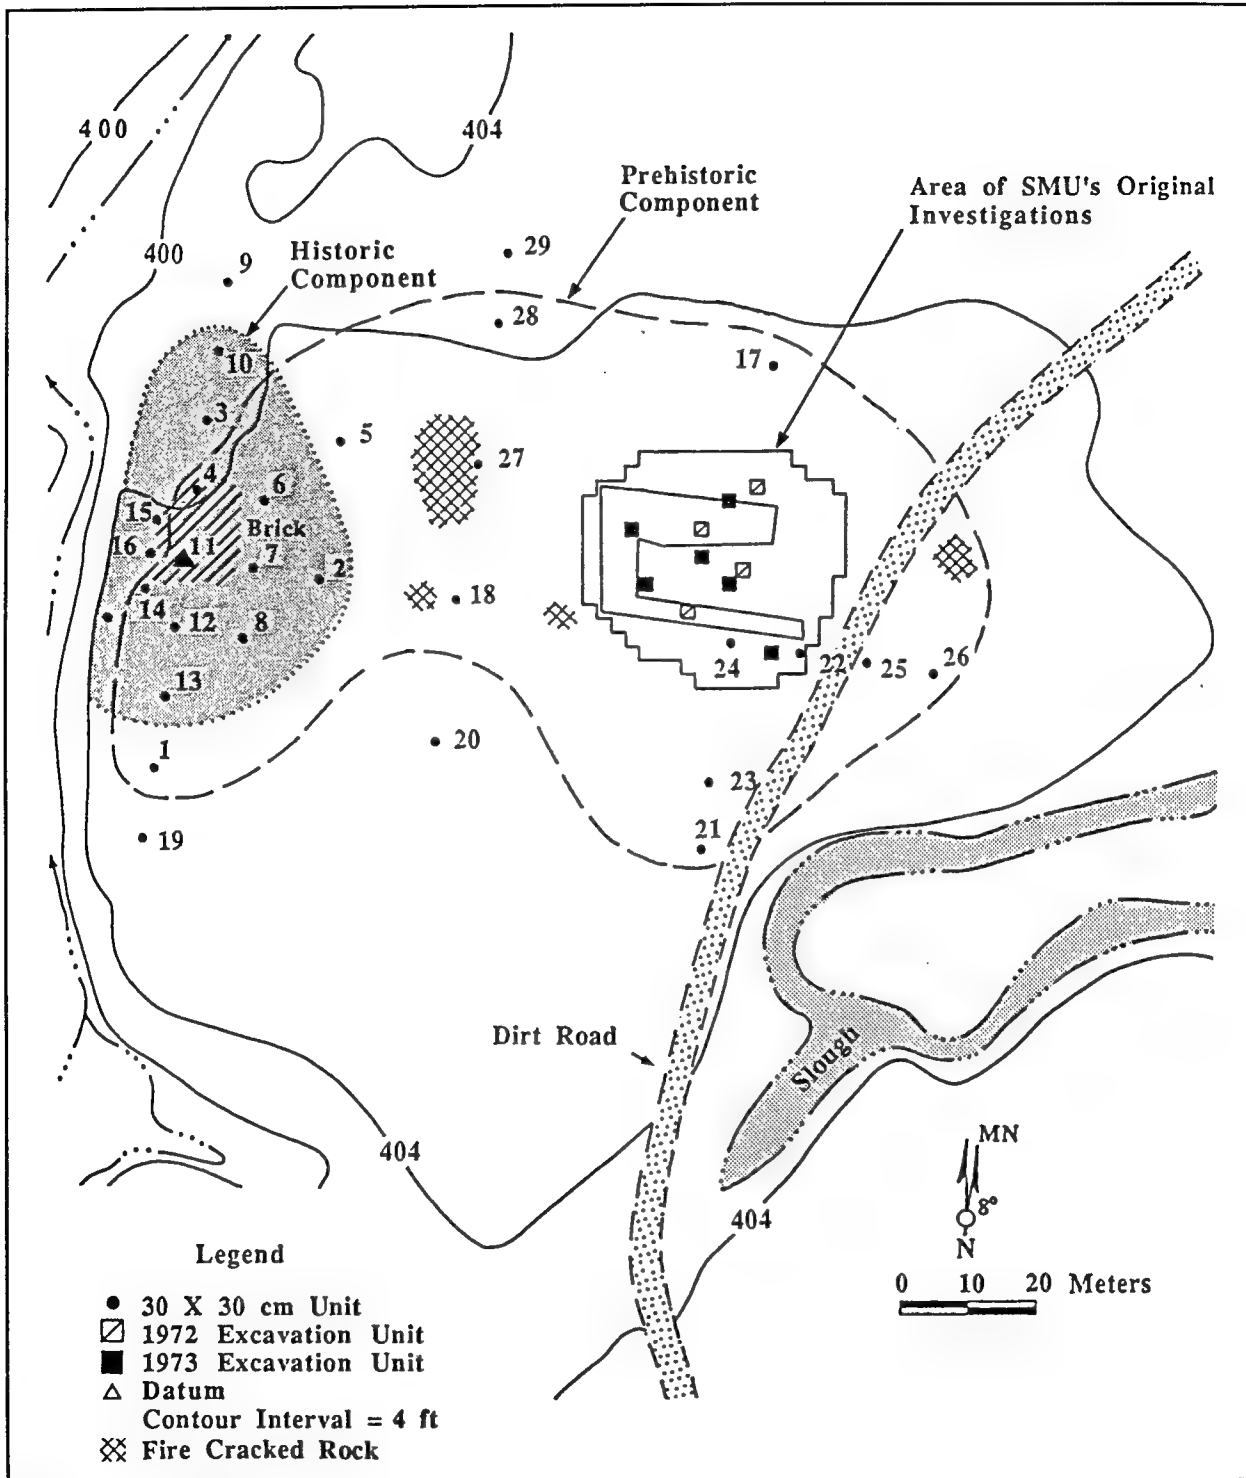 400
404
Prehistoric
Component
Area of SMU's Original
Investigations
400
9
Historic
Component
29
28
10
17
3
5
27
4
6
15
Brick
16
11
7
2
14
12
8
18
24
22
25
26
13
1
20
23
21
19
Dirt Road
Slough
404
404
MN
8°
N
Legend
0 10 20 Meters
30 X 30 cm Unit
1972 Excavation Unit
1973 Excavation Unit
Datum
Contour Interval = 4 ft
Fire Cracked Rock